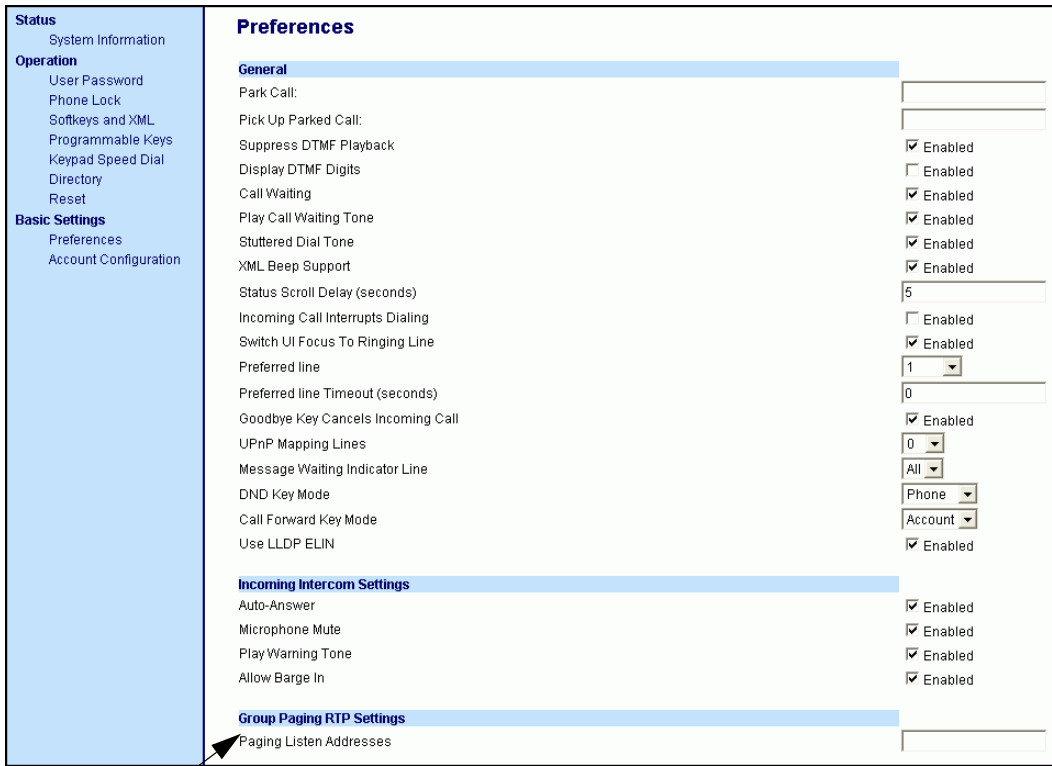 Status
System Information
Operation
User Password
Phone Lock
Softkeys and XML
Programmable Keys
Keypad Speed Dial
Directory
Reset
Basic Settings
Preferences
Account Configuration
Preferences
General
Park Call:
Pick Up Parked Call:
Suppress DTMF Playback Enabled
Display DTMF Digits Enabled
Call Waiting Enabled
Play Call Waiting Tone Enabled
Stuttered Dial Tone Enabled
XML Beep Support Enabled
Status Scroll Delay (seconds) 5
Incoming Call Interrupts Dialing Enabled
Switch UI Focus To Ringing Line Enabled
Preferred line 1
Preferred line Timeout (seconds) 0
Goodbye Key Cancels Incoming Call Enabled
UPnP Mapping Lines 0
Message Waiting Indicator Line All
DND Key Mode Phone
Call Forward Key Mode Account
Use LLDP ELIN Enabled
Incoming Intercom Settings
Auto-Answer Enabled
Microphone Mute Enabled
Play Warning Tone Enabled
Allow Barge In Enabled
Group Paging RTP Settings
Paging Listen Addresses